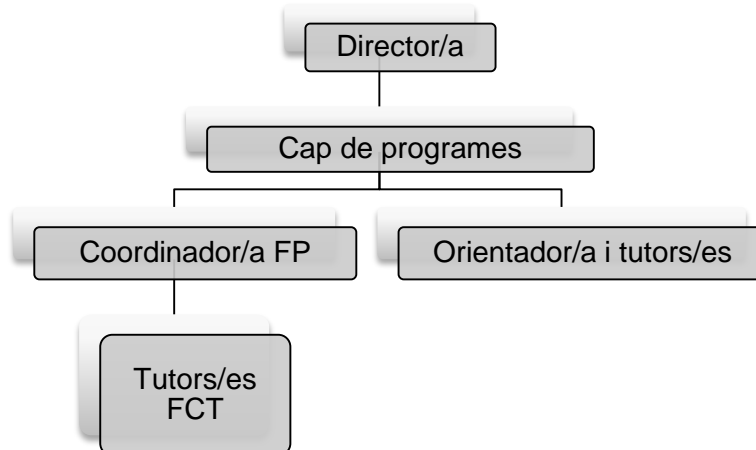 Director/a
Cap de programes
Coordinador/a FP
Orientador/a i tutors/es
Tutors/es
FCT